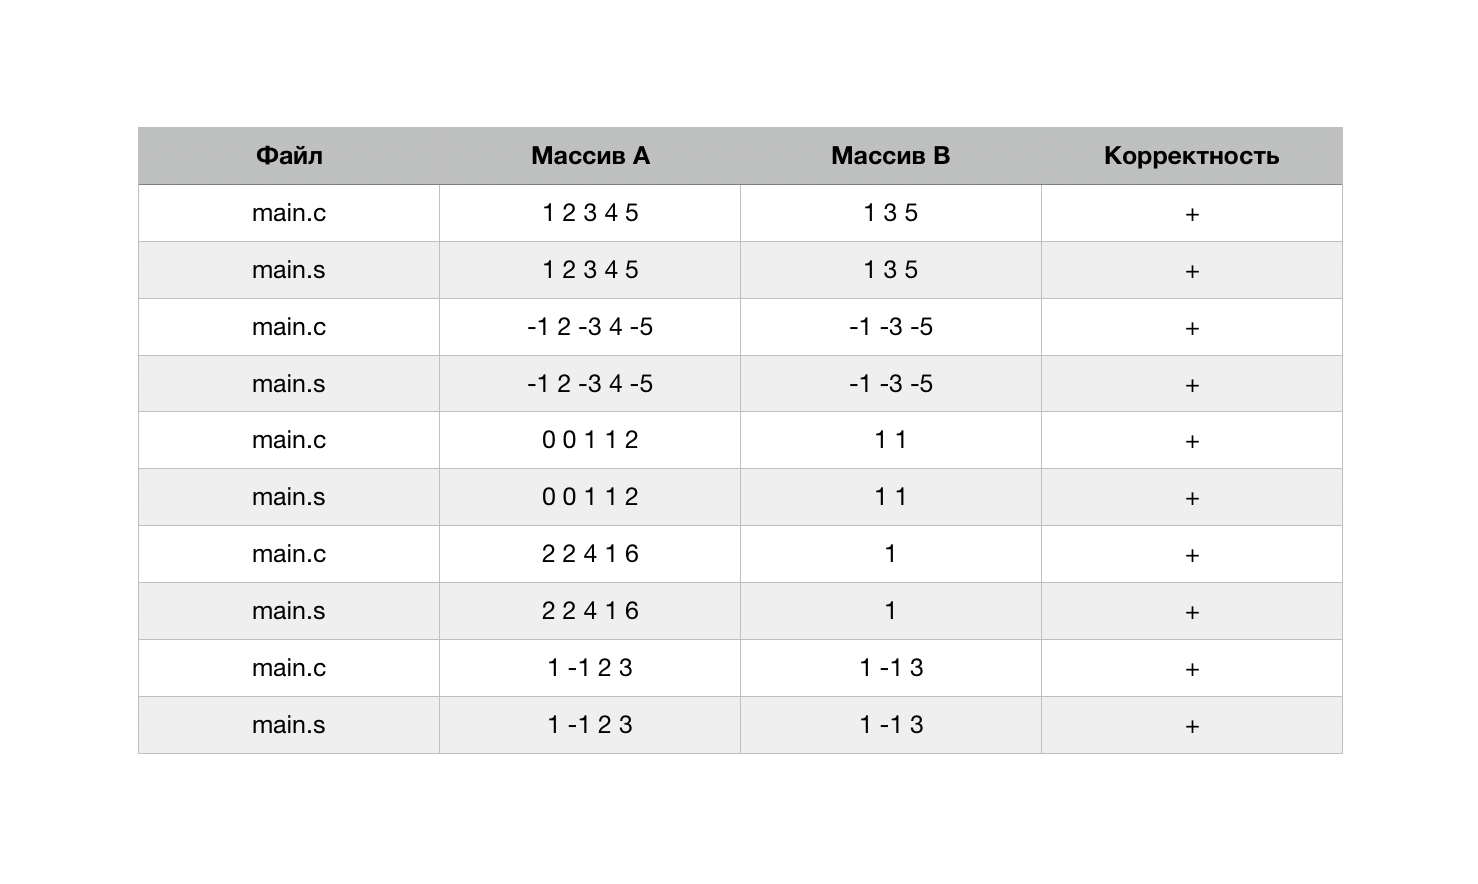 Файл Массив A Массив B Корректность
main.c 1 2 3 4 5 1 3 5 +
main.s 1 2 3 4 5 1 3 5 +
main.c -1 2 -3 4 -5 -1 -3 -5 +
main.s -1 2 -3 4 -5 -1 -3 -5 +
main.c 0 0 1 1 2 1 1 +
main.s 0 0 1 1 2 1 1 +
main.c 2 2 4 1 6 1 +
main.s 2 2 4 1 6 1 +
main.c 1 -1 2 3 1 -1 3 +
main.s 1 -1 2 3 1 -1 3 +